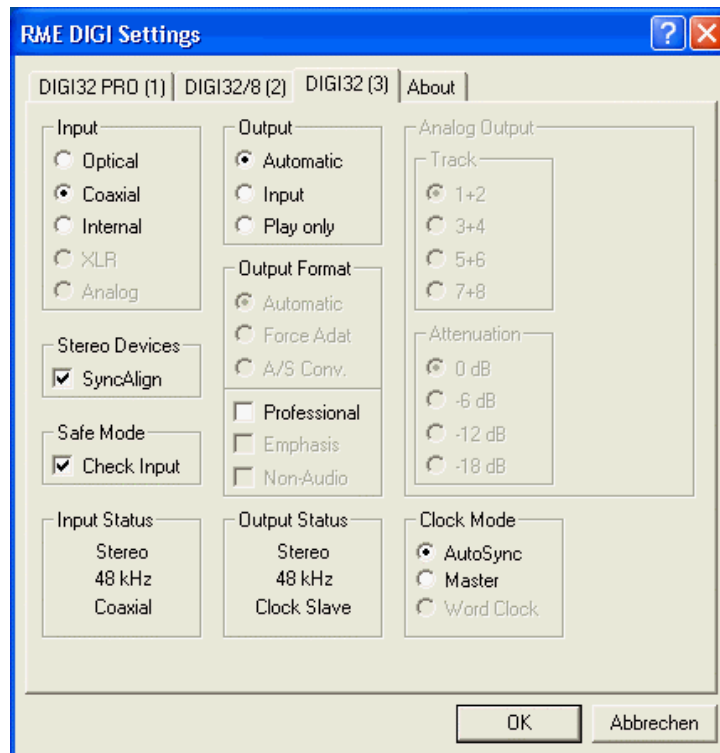 RME DIGI Settings
DIGI32 PRO (1)
DIGI32/8 (2)
DIGI32 (3)
About
Input
Optical
Coaxial
Internal
XLR
Analog
Stereo Devices
SyncAlign
Safe Mode
Check Input
Input Status
Stereo
48 kHz
Coaxial
Output
Automatic
Input
Play only
Output Format
Automatic
Force Adat
A/S Conv.
Professional
Emphasis
Non-Audio
Output Status
Stereo
48 kHz
Clock Slave
Analog Output
Track
1+2
3+4
5+6
7+8
Attenuation
0 dB
-6 dB
-12 dB
-18 dB
Clock Mode
AutoSync
Master
Word Clock
OK
Abbrechen